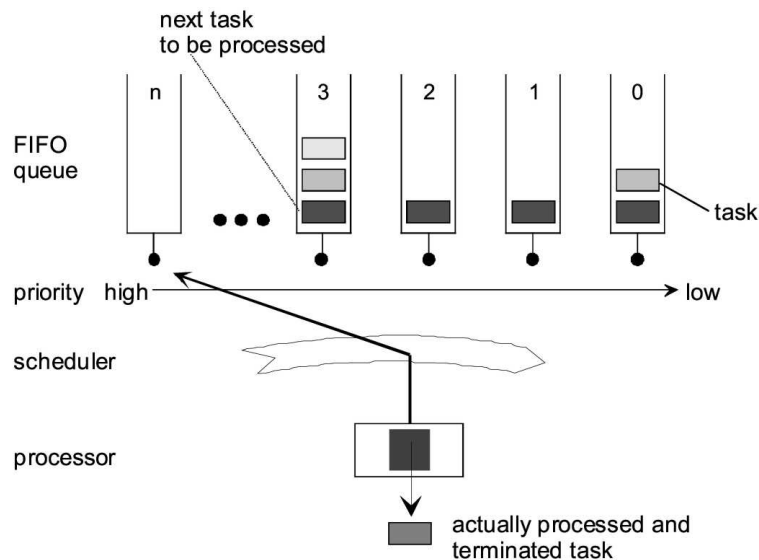 next task
to be processed
n
3
2
1
0
FIFO
queue
task
priority high
low
scheduler
processor
actually processed and
terminated task